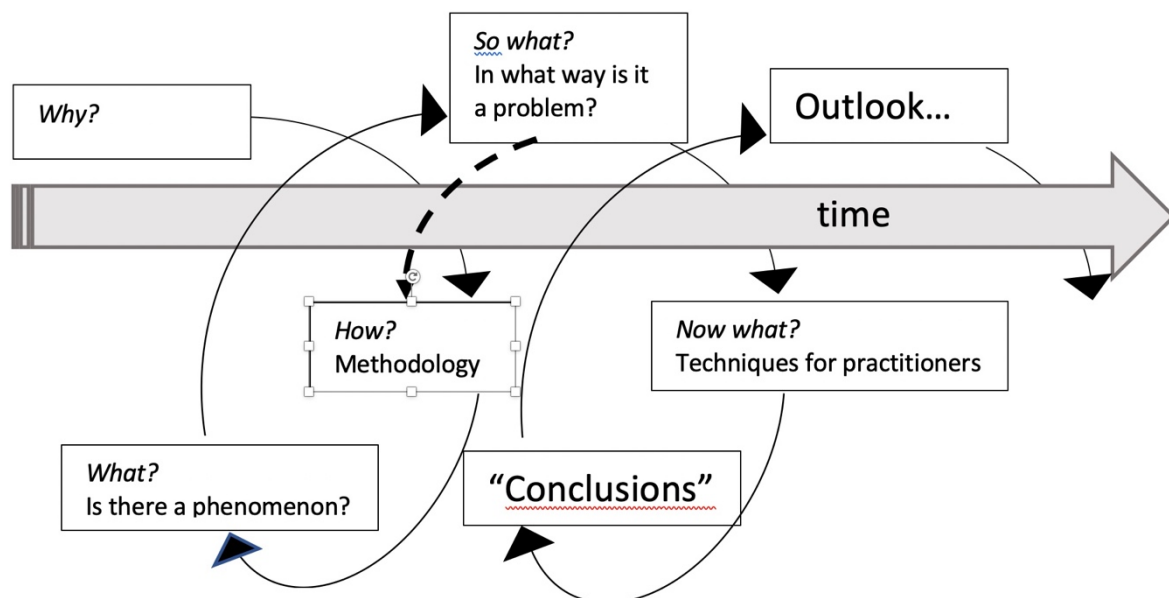 Why?
So what?
In what way is it
a problem?
Outlook...
time
How?
Methodology
Now what?
Techniques for practitioners
What?
Is there a phenomenon?
“Conclusions”